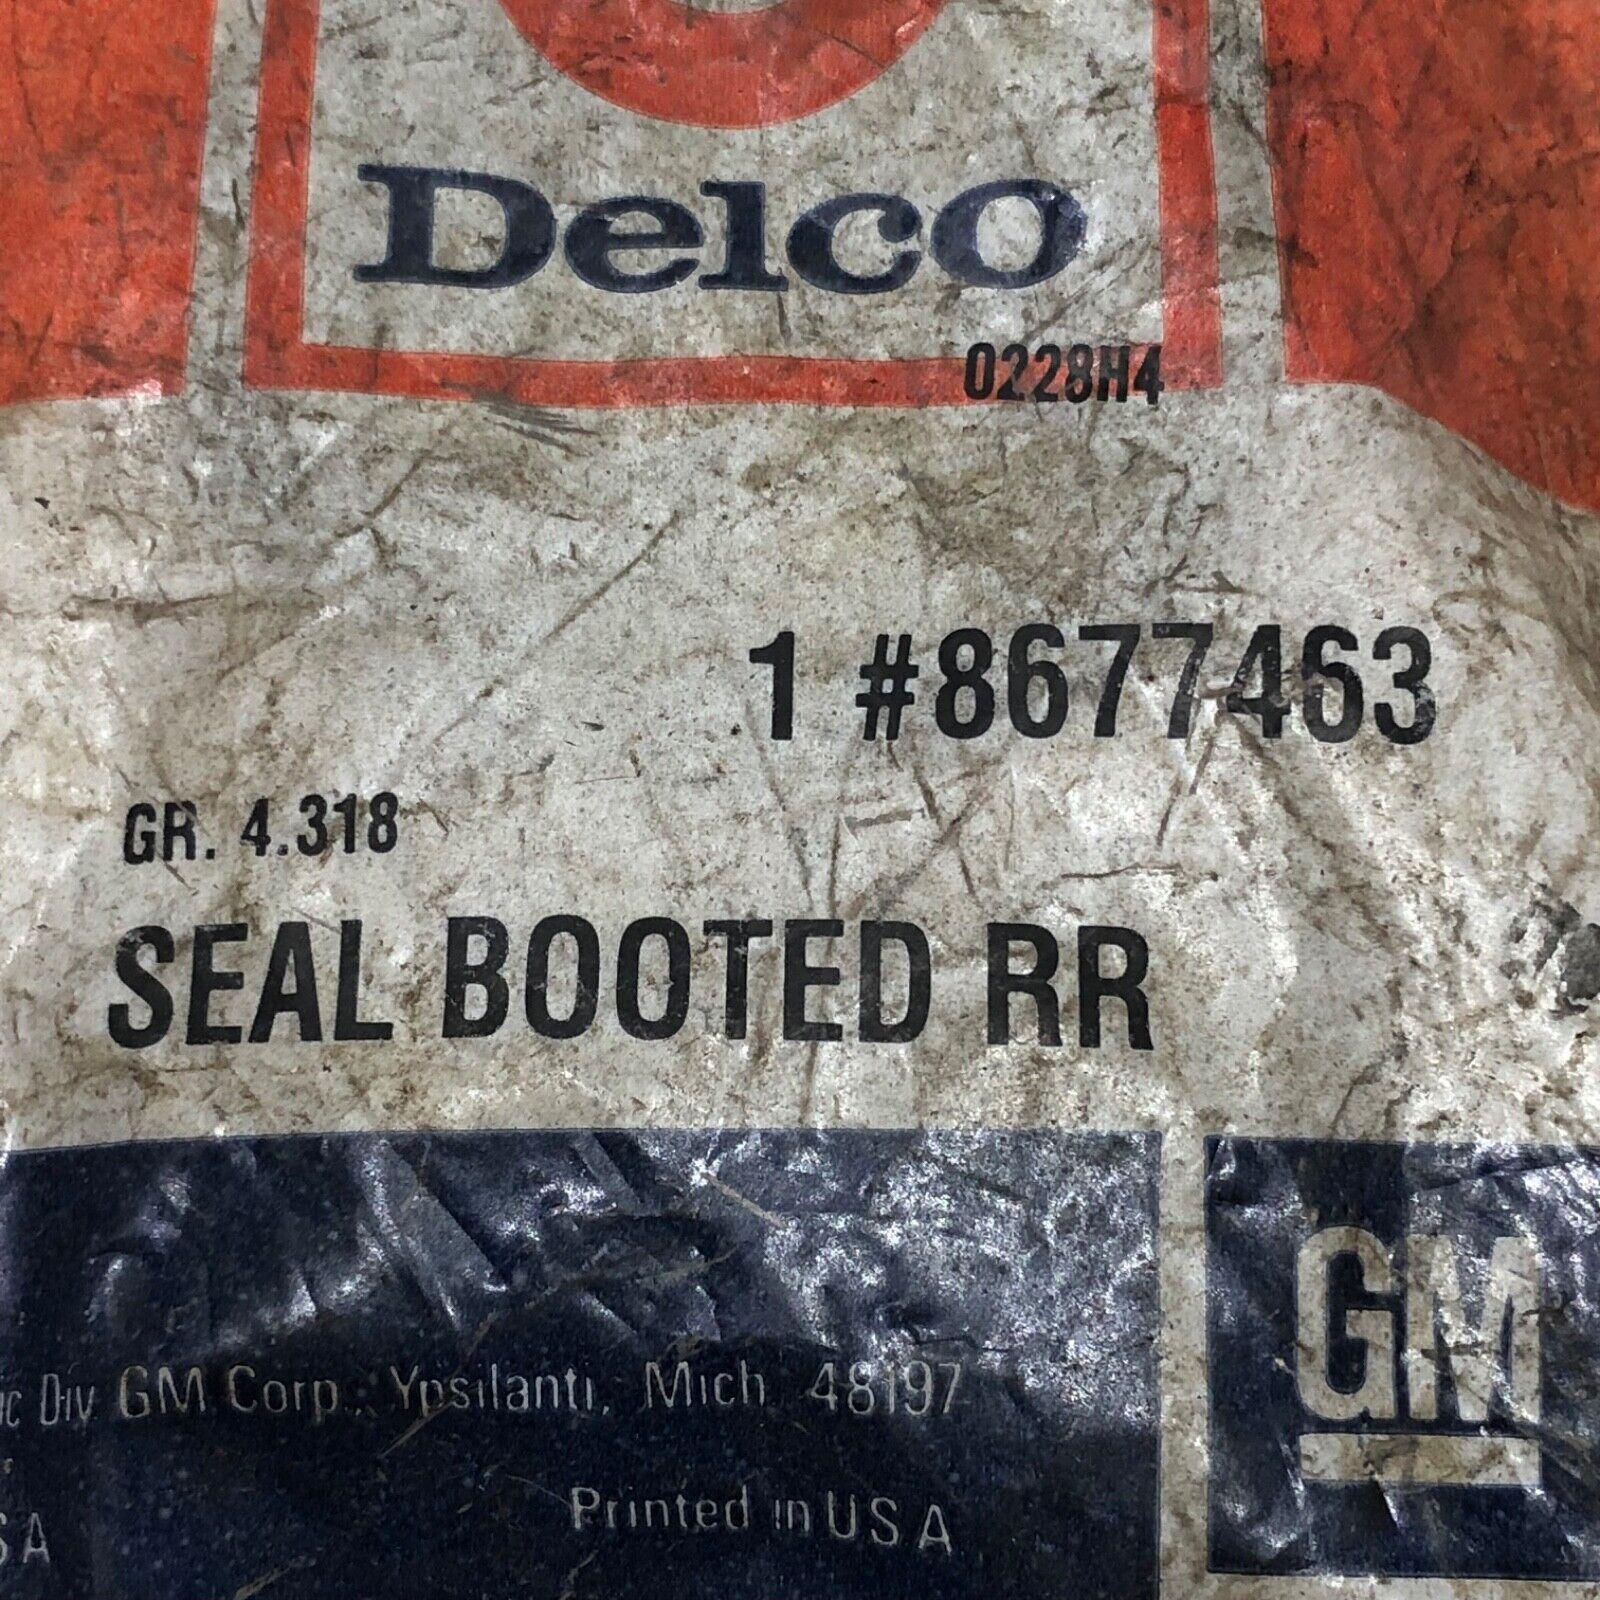 Delco
0228H4
1 #8677463
GR. 4.318
SEAL BOOTED RR
Div GM Corp., Ypsilanti, Mich 48197
Printed in USA
GM